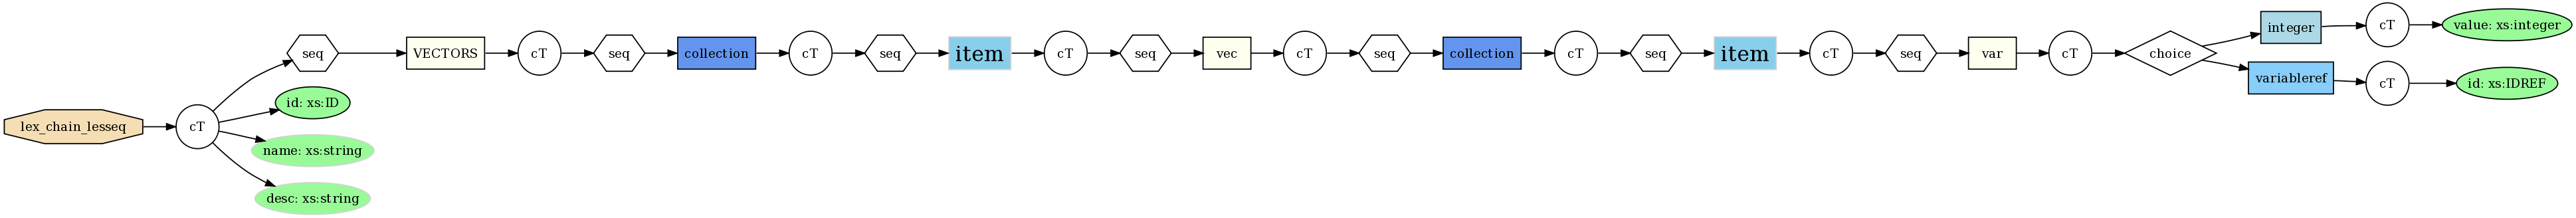 lex_chain_lesseq
cT
seq
id: xs:ID
name: xs:string
desc: xs:string
VECTORS
cT
seq
collection
cT
seq
item
cT
seq
vec
cT
seq
collection
cT
seq
item
cT
seq
var
cT
choice
integer
cT
value: xs:integer
variableref
cT
id: xs:IDREF